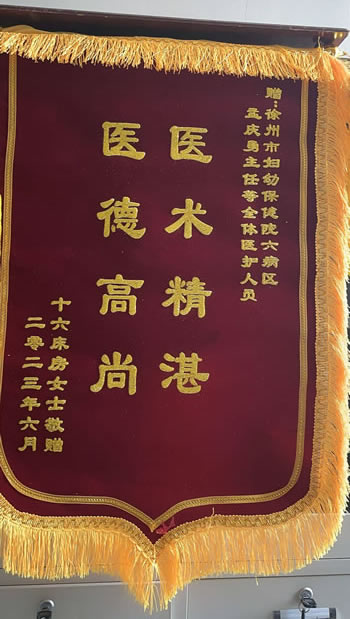 赠:徐州市妇幼保健院六病区
孟庆勇主任等全体医护人员
医术精湛
医德高尚
十六床房女士敬赠
二零二三年六月